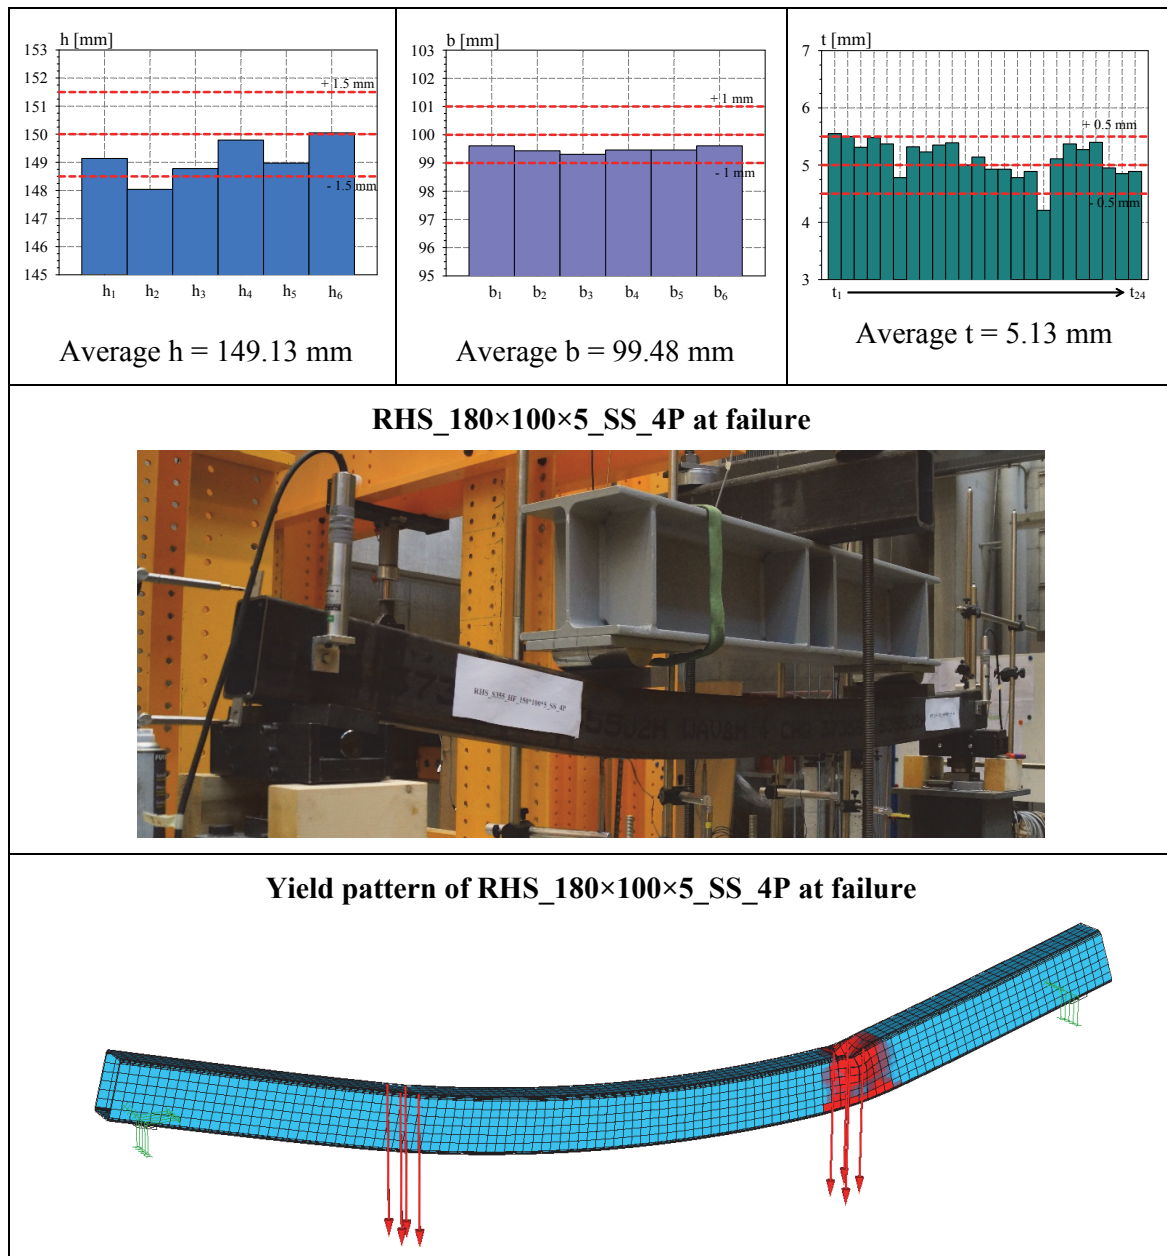 h [mm]
153
152
151
150
149
148
147
146
145
+ 1.5 mm
- 1.5 mm
h1 h2 h3 h4 h5 h6
Average h = 149.13 mm
b [mm]
103
102
101
100
99
98
97
96
95
+ 1 mm
- 1 mm
b1 b2 b3 b4 b5 b6
Average b = 99.48 mm
t [mm]
7
6
5
4
3
+ 0.5 mm
- 0.5 mm
t1 t24
Average t = 5.13 mm
RHS_180×100×5_SS_4P at failure
RHS_S355_HF_150*100*5_SS_4P
Yield pattern of RHS_180×100×5_SS_4P at failure